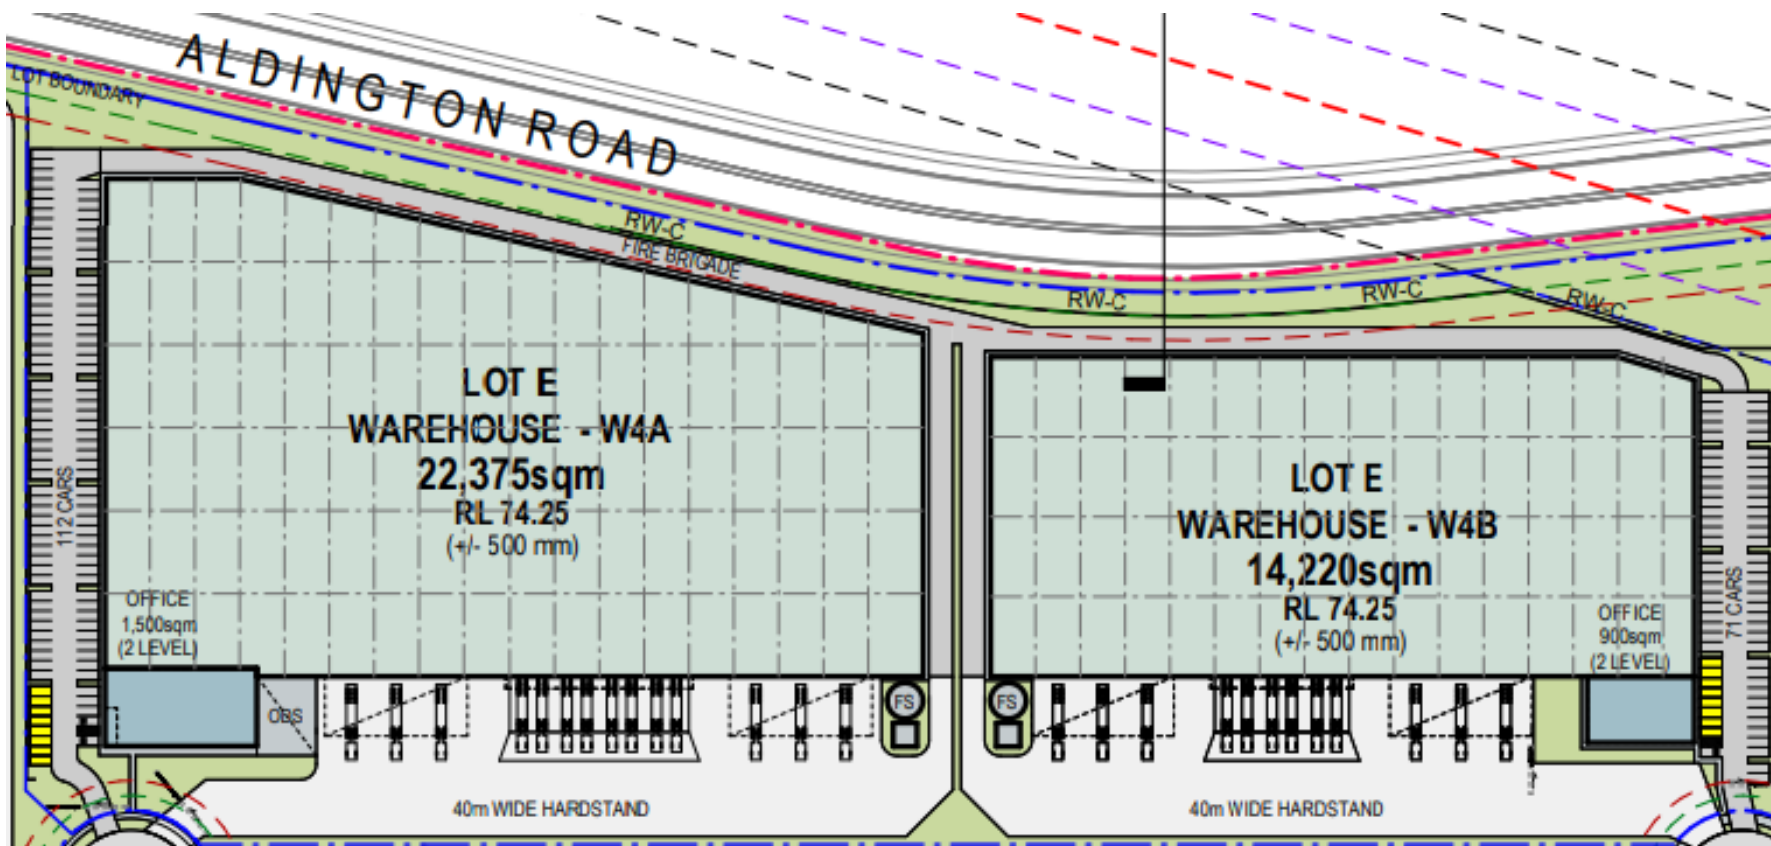 ALDINGTON ROAD
LOT BOUNDARY
RW-C
FIRE BRIGADE
RW-C
RW-C
RW-C
LOT E
WAREHOUSE - W4A
22,375sqm
RL 74.25
(+/- 500 mm)
LOT E
WAREHOUSE - W4B
14,220sqm
RL 74.25
(+/- 500 mm)
112 CARS
71 CARS
OFFICE
1,500sqm
(2 LEVEL)
OFFICE
900sqm
(2 LEVEL)
OBS
FS
FS
40m WIDE HARDSTAND
40m WIDE HARDSTAND